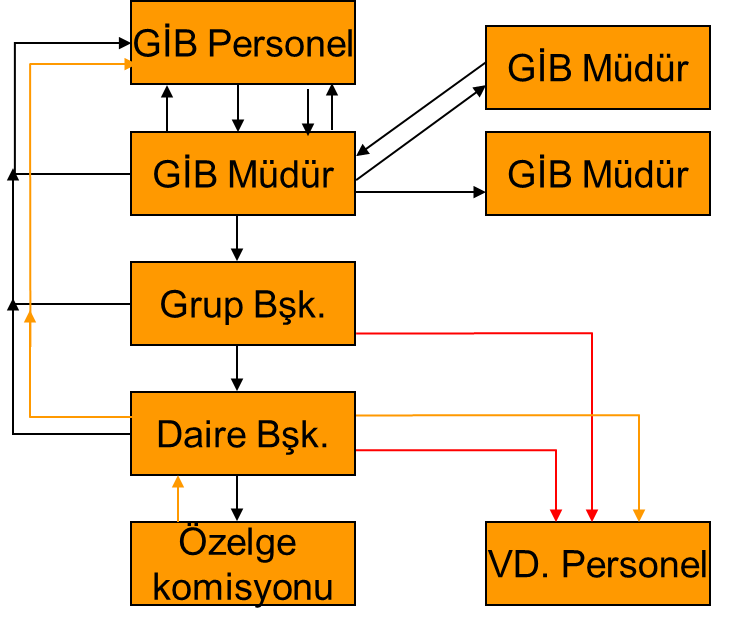 GİB Personel
GİB Müdür
GİB Müdür
GİB Müdür
Grup Bşk.
Daire Bşk.
Özelge
komisyonu
VD. Personel